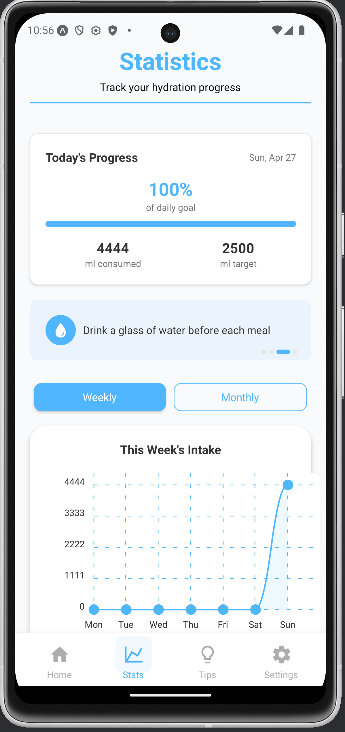 10:56
Statistics
Track your hydration progress
Today's Progress
Sun, Apr 27
100%
of daily goal
4444
2500
ml consumed
ml target
Drink a glass of water before each meal
Weekly
Monthly
This Week's Intake
4444
3333
2222
1111
0
Mon Tue Wed Thu Fri Sat Sun
Home Stats Tips Settings